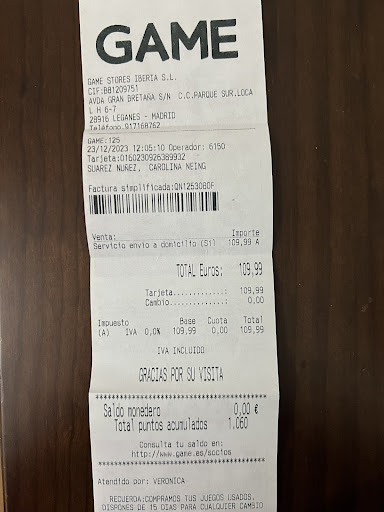 GAME
GAME STORES IBERIA S.L.
CIF:B81209751
AVDA GRAN BRETAÑA S/N C.C.PARQUE SUR.LOCA
L H 6-7
28916 LEGANES - MADRID
Teléfono 917168762
GAME:125
23/12/2023 12:05:10 Operador: 6150
Tarjeta:0160230926389932
SUAREZ NUÑEZ, CAROLINA NEING
Factura simplificada:QN1253080F
Venta: Importe
Servicio envio a domicilio (Sil 109,99 A
TOTAL Euros: 109,99
Tarjeta.............: 109,99
Cambio..............: 0,00
Impuesto Base Cuota Total
(A) IVA 0,0% 109,99 0,00 109,99
IVA INCLUIDO
GRACIAS POR SU VISITA
Saldo monedero 0,00 €
Total puntos acumulados 1.060
Consulta tu saldo en:
http://www.game.es/socios
Atendido por: VERONICA
RECUERDA:COMPRAMOS TUS JUEGOS USADOS.
DISPONES DE 15 DIAS PARA CUALQUIER CAMBIO